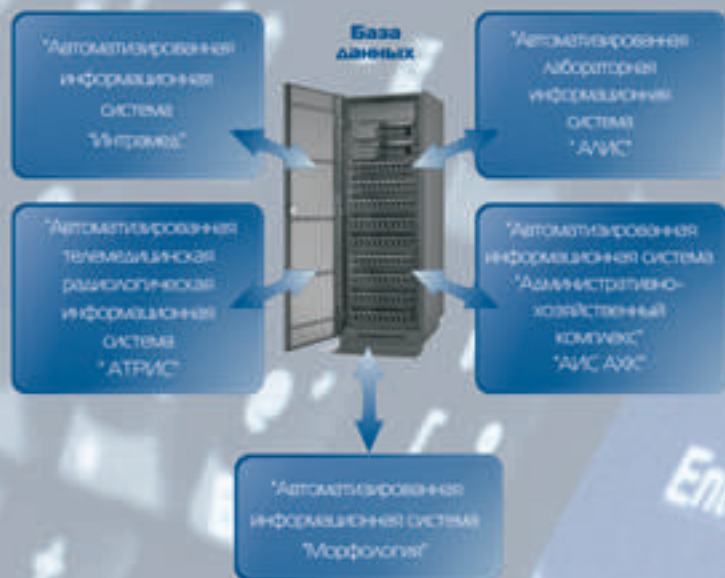 База
данных
"Автоматизированная
информационная
система
"Интрамед"
"Автоматизированная
лабораторная
информационная
система
"АЛИС"
"Автоматизированная
телемедицинская
радиологическая
информационная
система
"АТРИС"
"Автоматизированная
информационная система
"Административно-
хозяйственный
комплекс"
"АИС АХК"
"Автоматизированная
информационная система
"Морфология"
En